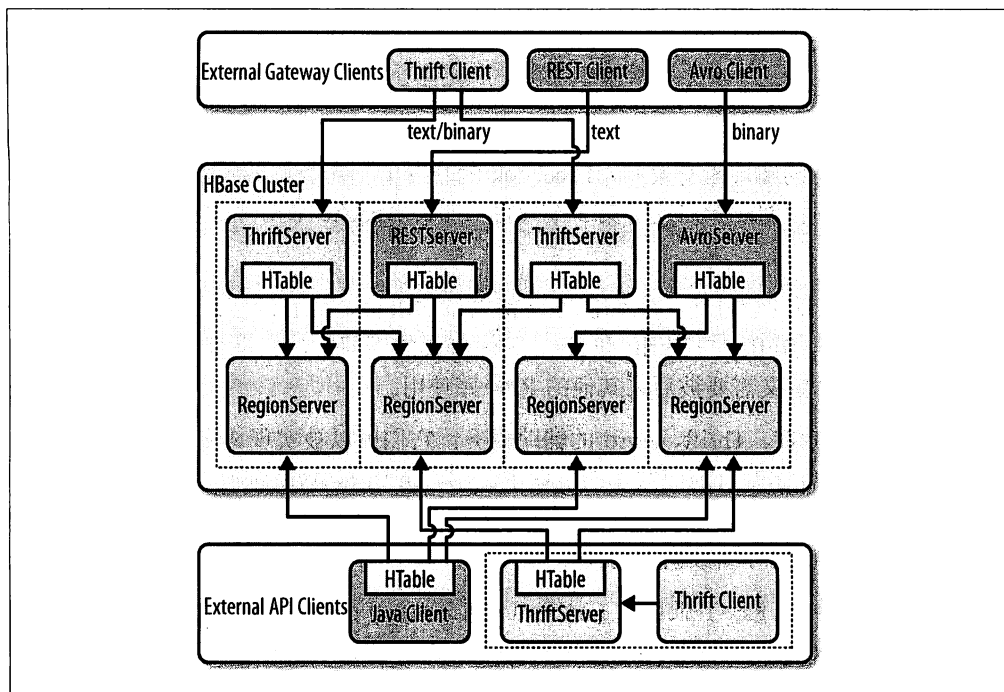 External Gateway Clients
Thrift Client
REST Client
Avro Client
text/binary
text
binary
HBase Cluster
ThriftServer
RESTServer
ThriftServer
AvroServer
HTable
HTable
HTable
HTable
RegionServer
RegionServer
RegionServer
RegionServer
External API Clients
HTable
Java Client
HTable
ThriftServer
Thrift Client